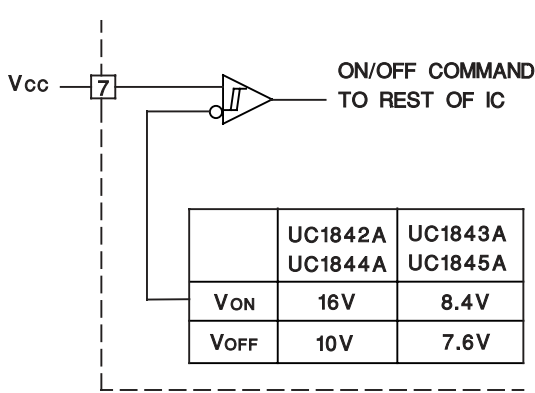 Vcc 7 ON/OFF COMMAND
TO REST OF IC
UC1842A UC1843A
UC1844A UC1845A
VON 16V 8.4V
VOFF 10V 7.6V